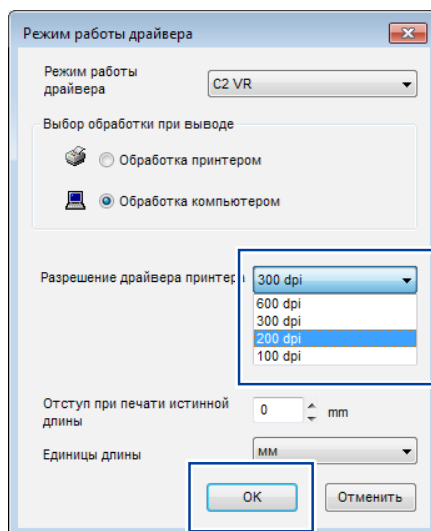 Режим работы драйвера
Режим работы
драйвера
C2 VR
Выбор обработки при выводе
Обработка принтером
Обработка компьютером
Разрешение драйвера принтера
300 dpi
600 dpi
300 dpi
200 dpi
100 dpi
Отступ при печати истинной
длины
0
mm
Единицы длины
мм
OK
Отменить